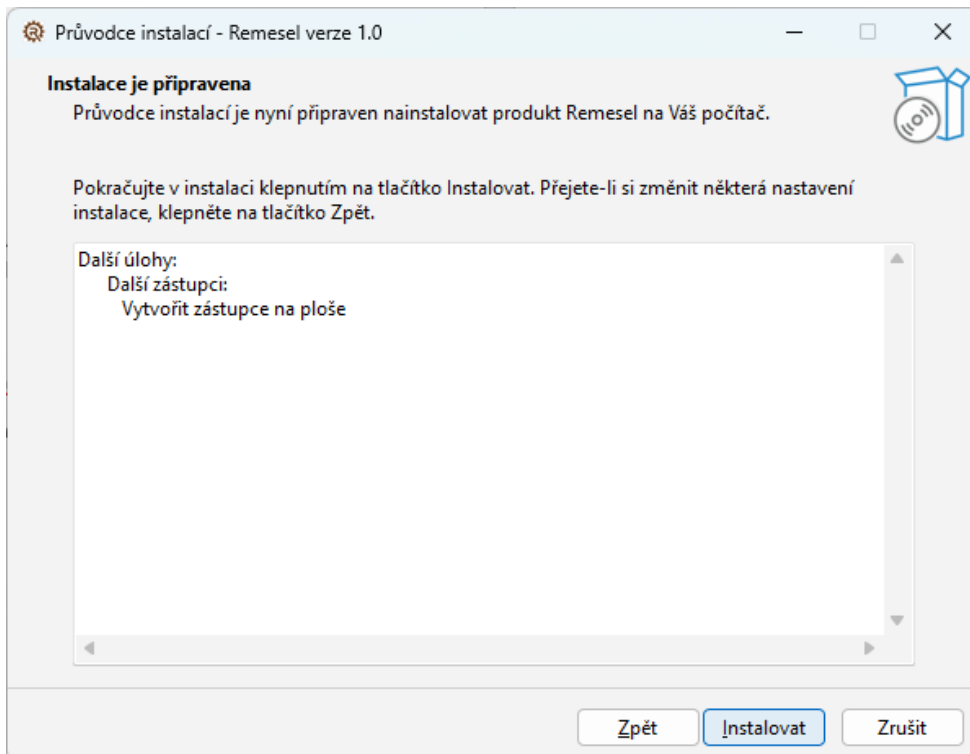 Průvodce instalací - Remesel verze 1.0
Instalace je připravena
Průvodce instalací je nyní připraven nainstalovat produkt Remesel na Váš počítač.
Pokračujte v instalaci klepnutím na tlačítko Instalovat. Přejete-li si změnit některá nastavení
instalace, klepněte na tlačítko Zpět.
Další úlohy:
Další zástupci:
Vytvořit zástupce na ploše
Zpět
Instalovat
Zrušit